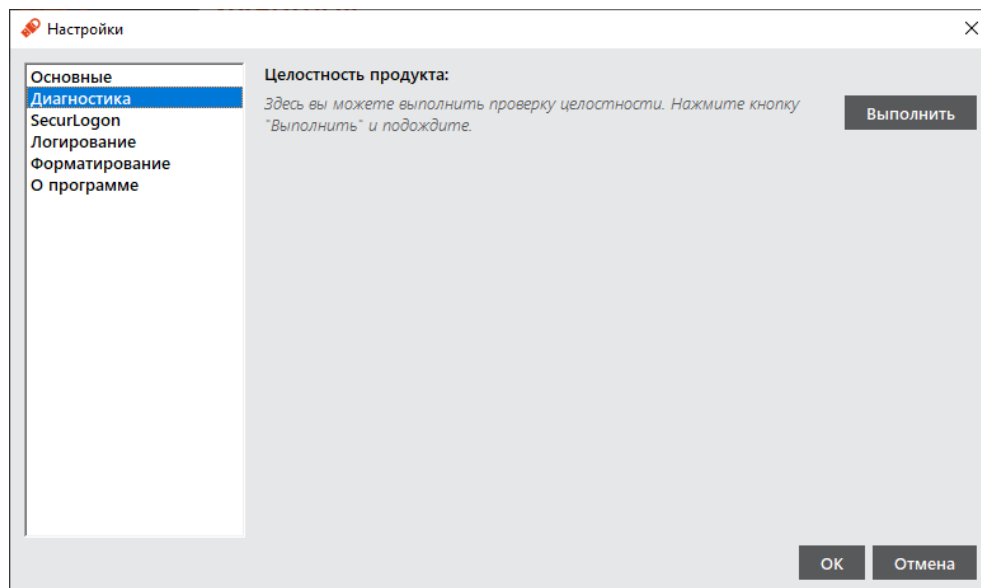 Настройки
Основные
Диагностика
SecurLogon
Логирование
Форматирование
О программе
Целостность продукта:
Здесь вы можете выполнить проверку целостности. Нажмите кнопку
"Выполнить" и подождите.
Выполнить
ОК
Отмена